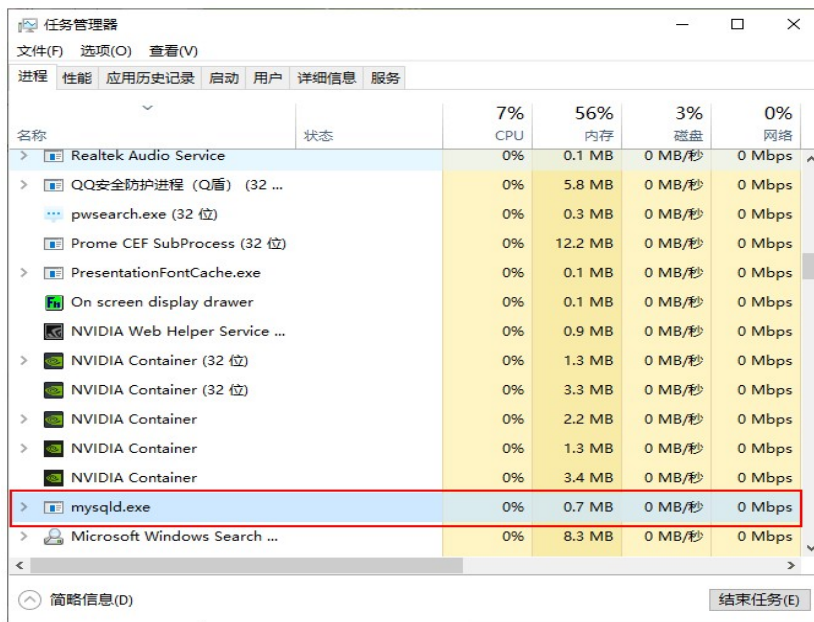 任务管理器
文件(F) 选项(O) 查看(V)
进程 性能 应用历史记录 启动 用户 详细信息 服务
7% 56% 3% 0%
名称 状态 CPU 内存 磁盘 网络
Realtek Audio Service 0% 0.1 MB 0 MB/秒 0 Mbps
QQ安全防护进程（Q盾） (32 ... 0% 5.8 MB 0 MB/秒 0 Mbps
pwsearch.exe (32 位) 0% 0.3 MB 0 MB/秒 0 Mbps
Prome CEF SubProcess (32 位) 0% 12.2 MB 0 MB/秒 0 Mbps
PresentationFontCache.exe 0% 0.1 MB 0 MB/秒 0 Mbps
On screen display drawer 0% 0.1 MB 0 MB/秒 0 Mbps
NVIDIA Web Helper Service ... 0% 0.9 MB 0 MB/秒 0 Mbps
NVIDIA Container (32 位) 0% 1.3 MB 0 MB/秒 0 Mbps
NVIDIA Container (32 位) 0% 3.3 MB 0 MB/秒 0 Mbps
NVIDIA Container 0% 2.2 MB 0 MB/秒 0 Mbps
NVIDIA Container 0% 1.3 MB 0 MB/秒 0 Mbps
NVIDIA Container 0% 3.4 MB 0 MB/秒 0 Mbps
mysqld.exe 0% 0.7 MB 0 MB/秒 0 Mbps
Microsoft Windows Search ... 0% 8.3 MB 0 MB/秒 0 Mbps
简略信息(D) 结束任务(E)